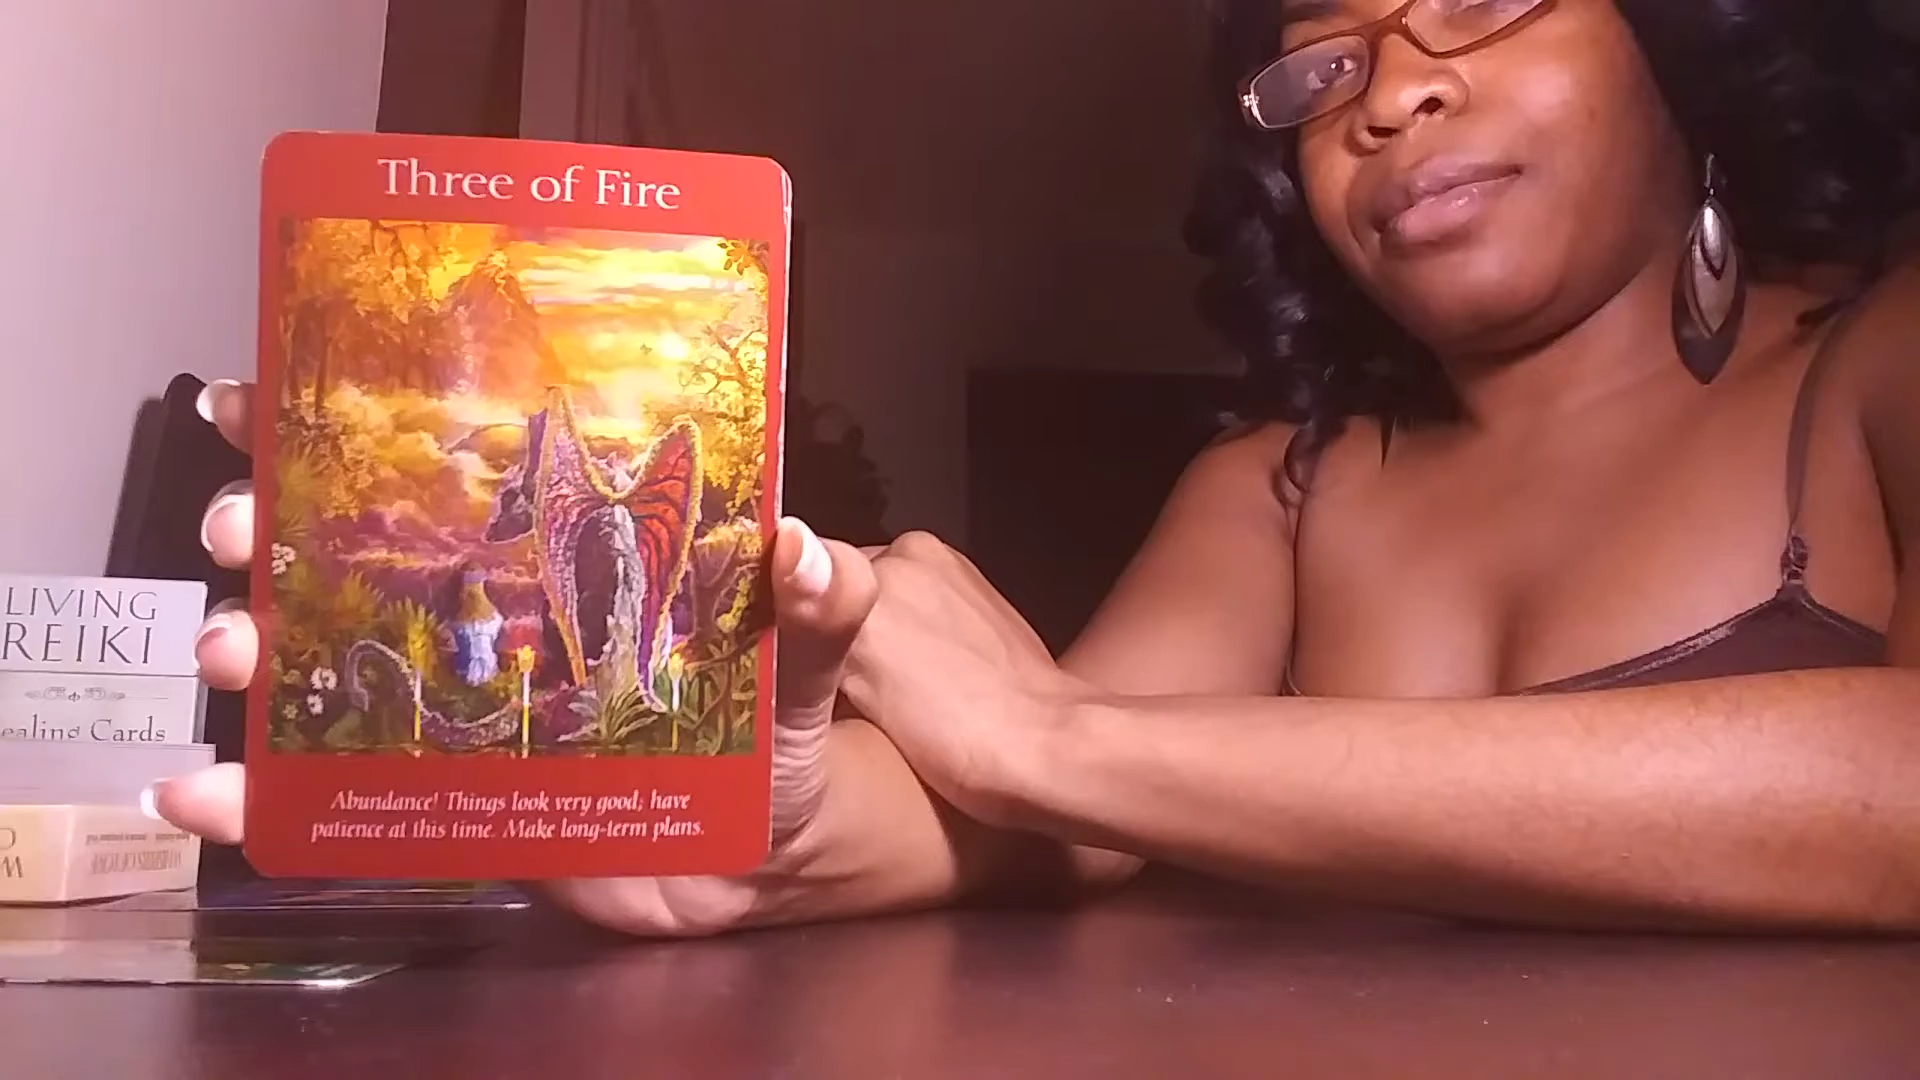 Three of Fire
Abundance! Things look very good; have
patience at this time. Make long-term plans.
LIVING
REIKI
ealing Cards